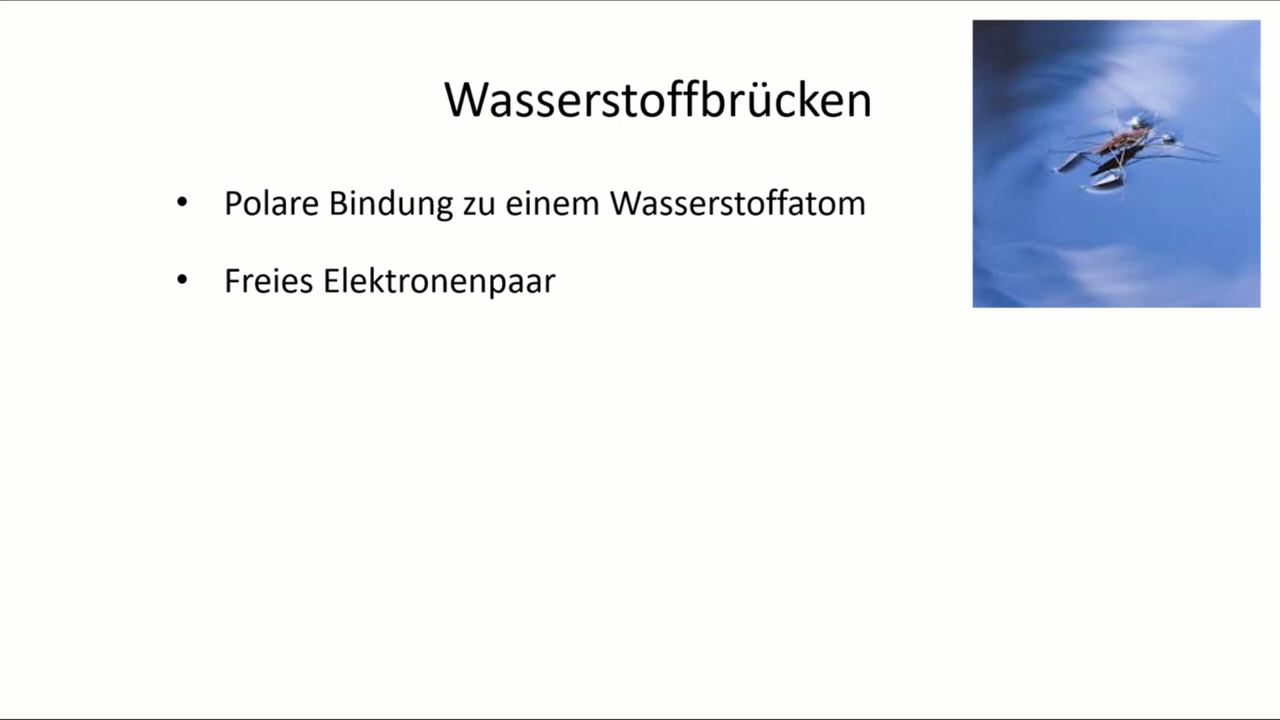 Wasserstoffbrücken
• Polare Bindung zu einem Wasserstoffatom
• Freies Elektronenpaar